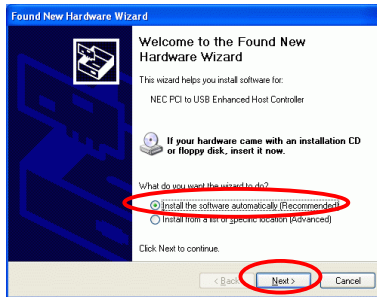 Found New Hardware Wizard
Welcome to the Found New
Hardware Wizard
This wizard helps you install software for:
NEC PCI to USB Enhanced Host Controller
If your hardware came with an installation CD
or floppy disk, insert it now.
What do you want the wizard to do?
Install the software automatically (Recommended)
Install from a list or specific location (Advanced)
Click Next to continue.
< Back
Next >
Cancel